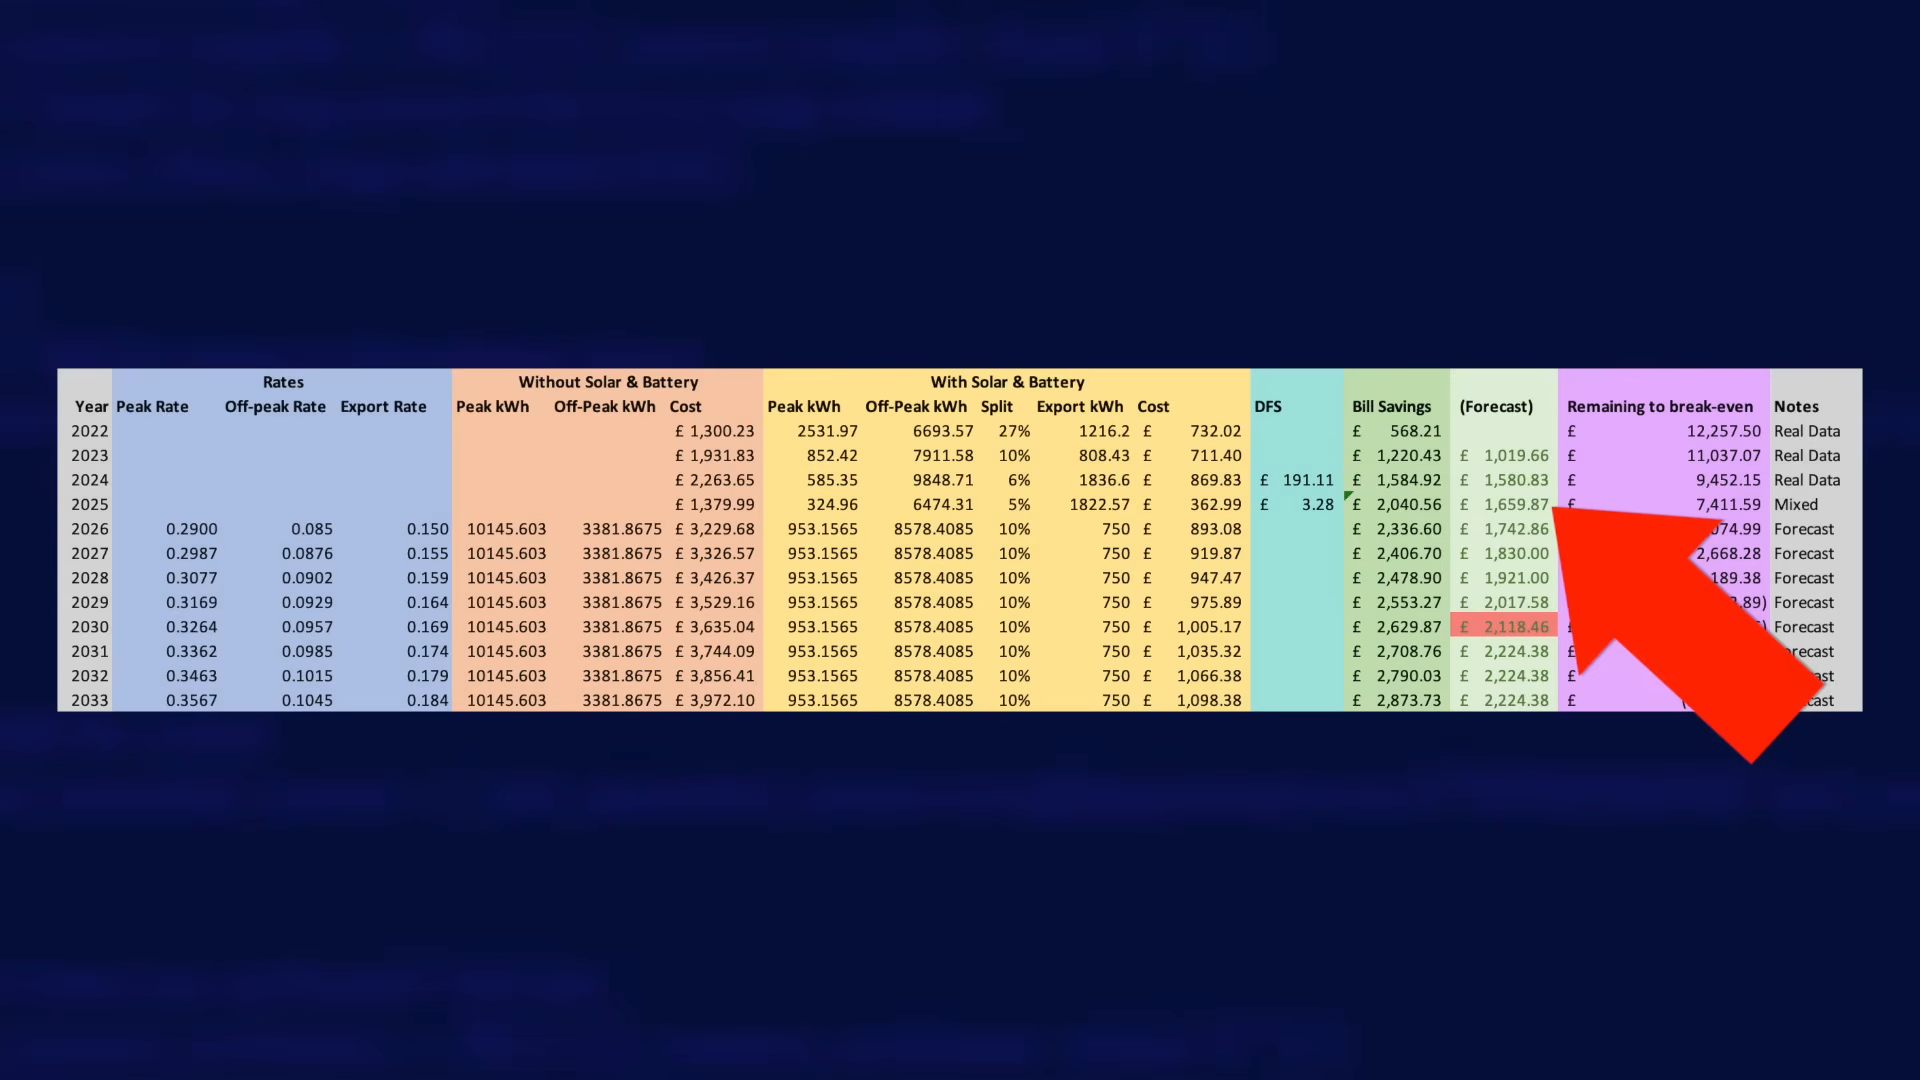 Rates Without Solar & Battery With Solar & Battery
Year Peak Rate Off-peak Rate Export Rate Peak kWh Off-Peak kWh Cost Peak kWh Off-Peak kWh Split Export kWh Cost DFS Bill Savings (Forecast) Remaining to break-even Notes
2022 £ 1,300.23 2531.97 6693.57 27% 1216.2 £ 732.02 £ 568.21 £ 12,257.50 Real Data
2023 £ 1,931.83 852.42 7911.58 10% 808.43 £ 711.40 £ 1,220.43 £ 1,019.66 £ 11,037.07 Real Data
2024 £ 2,263.65 585.35 9848.71 6% 1836.6 £ 869.83 £ 191.11 £ 1,584.92 £ 1,580.83 £ 9,452.15 Real Data
2025 £ 1,379.99 324.96 6474.31 5% 1822.57 £ 362.99 £ 3.28 £ 2,040.56 £ 1,659.87 £ 7,411.59 Mixed
2026 0.2900 0.085 0.150 10145.603 3381.8675 £ 3,229.68 953.1565 8578.4085 10% 750 £ 893.08 £ 2,336.60 £ 1,742.86 Forecast
2027 0.2987 0.0876 0.155 10145.603 3381.8675 £ 3,326.57 953.1565 8578.4085 10% 750 £ 919.87 £ 2,406.70 £ 1,830.00 2,668.28 Forecast
2028 0.3077 0.0902 0.159 10145.603 3381.8675 £ 3,426.37 953.1565 8578.4085 10% 750 £ 947.47 £ 2,478.90 £ 1,921.00 189.38 Forecast
2029 0.3169 0.0929 0.164 10145.603 3381.8675 £ 3,529.16 953.1565 8578.4085 10% 750 £ 975.89 £ 2,553.27 £ 2,017.58 Forecast
2030 0.3264 0.0957 0.169 10145.603 3381.8675 £ 3,635.04 953.1565 8578.4085 10% 750 £ 1,005.17 £ 2,629.87 £ 2,118.46 Forecast
2031 0.3362 0.0985 0.174 10145.603 3381.8675 £ 3,744.09 953.1565 8578.4085 10% 750 £ 1,035.32 £ 2,708.76 £ 2,224.38 £
2032 0.3463 0.1015 0.179 10145.603 3381.8675 £ 3,856.41 953.1565 8578.4085 10% 750 £ 1,066.38 £ 2,790.03 £ 2,224.38 £
2033 0.3567 0.1045 0.184 10145.603 3381.8675 £ 3,972.10 953.1565 8578.4085 10% 750 £ 1,098.38 £ 2,873.73 £ 2,224.38 £